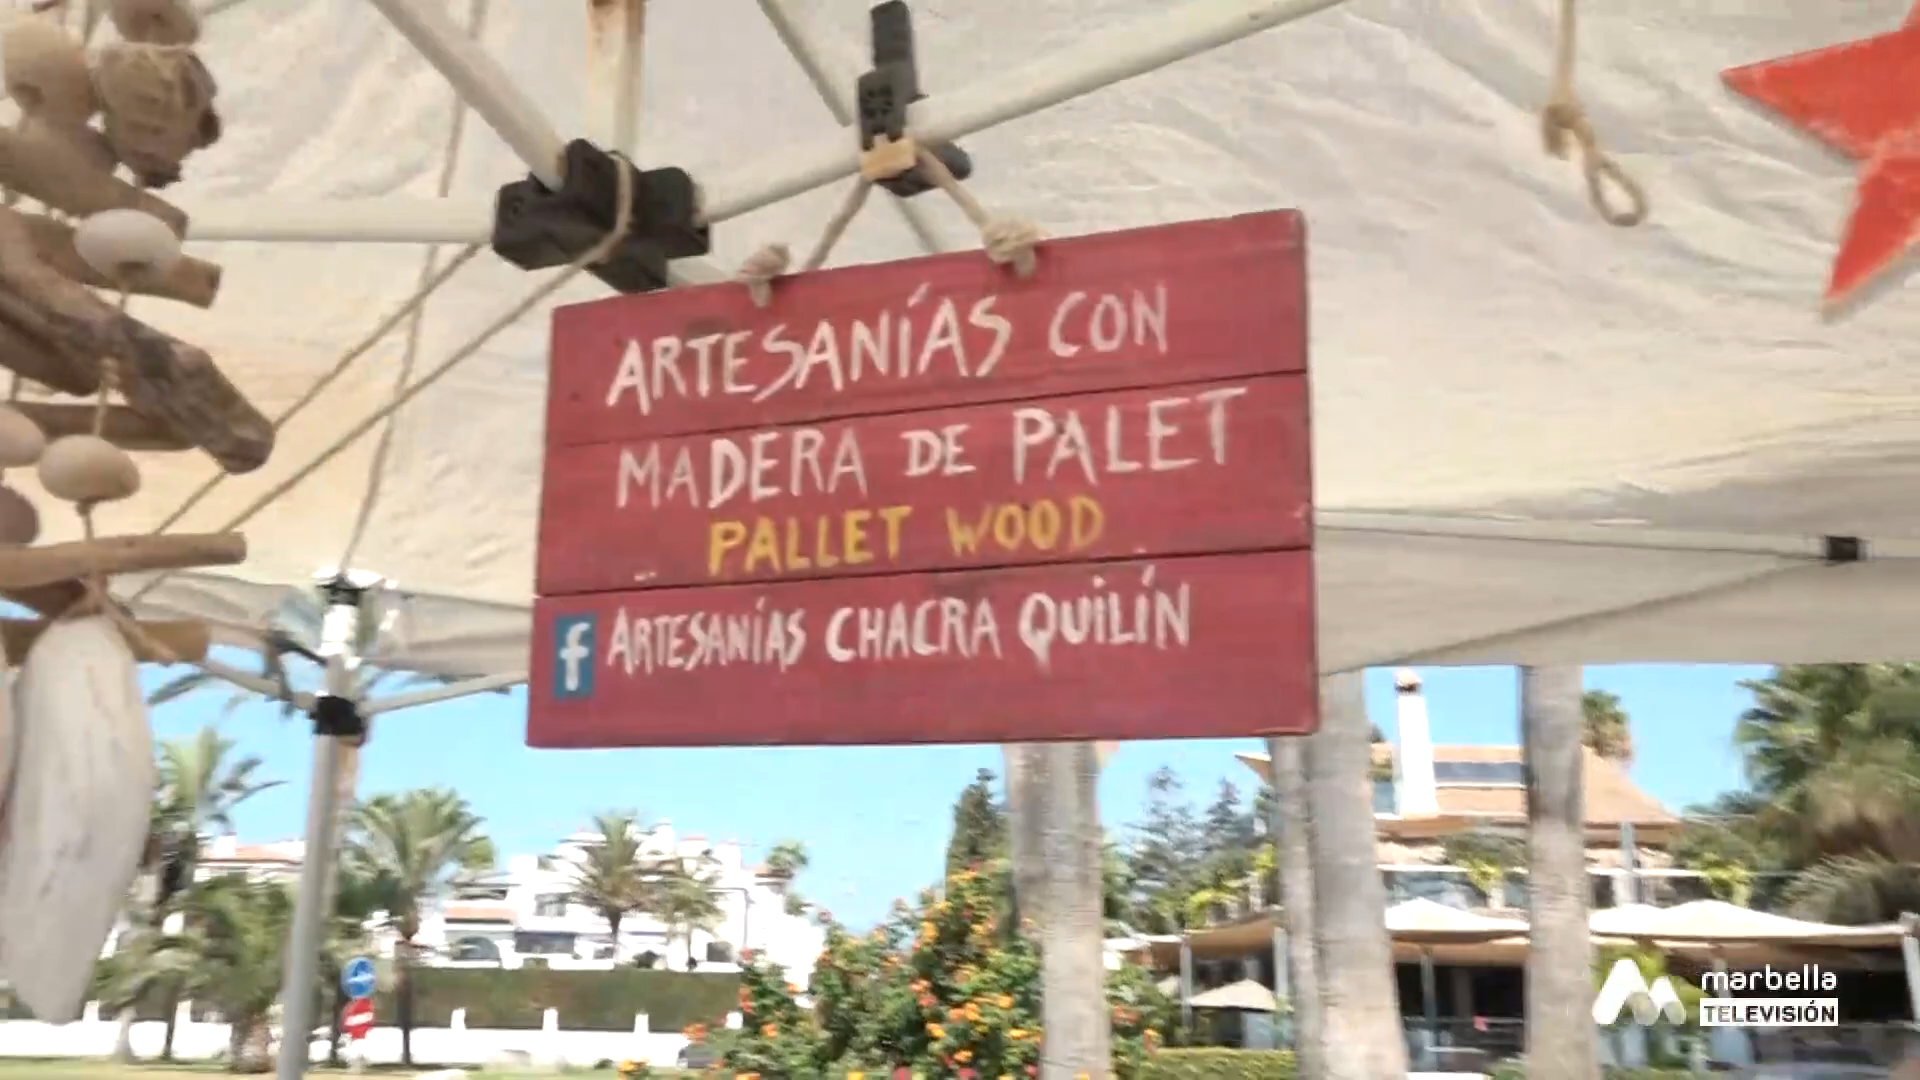 ARTESANÍAS CON
MADERA DE PALET
PALLET WOOD
f ARTESANÍAS CHACRA QUILÍN
marbella
TELEVISIÓN